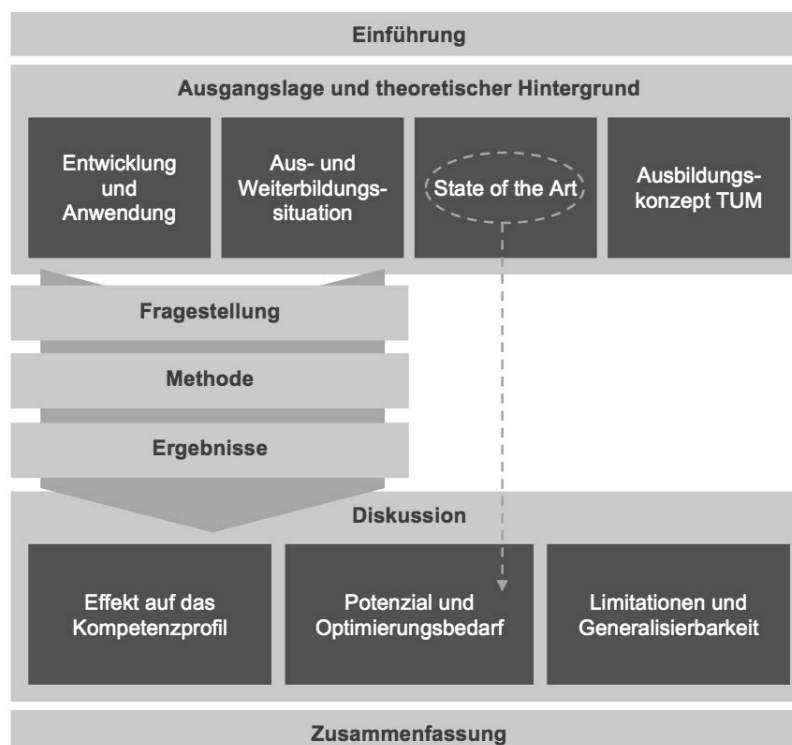 Einführung
Ausgangslage und theoretischer Hintergrund
Entwicklung
und
Anwendung
Aus- und
Weiterbildungs-
situation
State of the Art
Ausbildungs-
konzept TUM
Fragestellung
Methode
Ergebnisse
Diskussion
Effekt auf das
Kompetenzprofil
Potenzial und
Optimierungsbedarf
Limitationen und
Generalisierbarkeit
Zusammenfassung